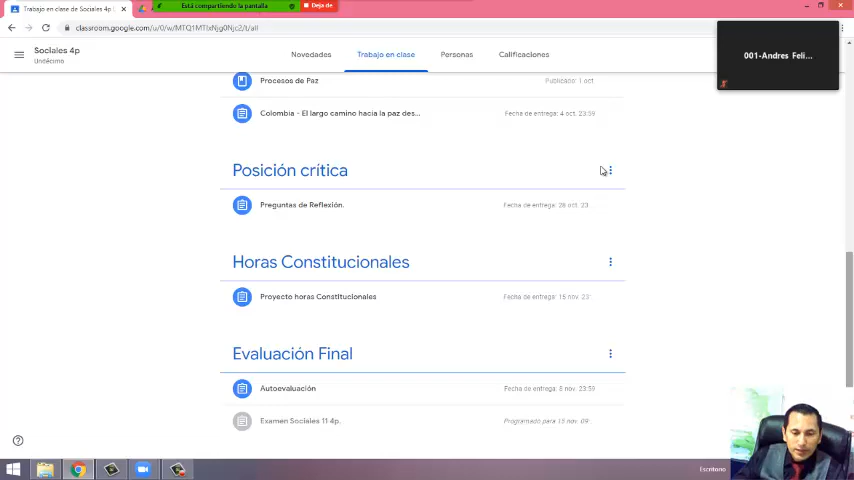 Trabajo en clase de Sociales 4p
Está compartiendo la pantalla
Deja de
classroom.google.com/u/0/w/MTQ1MTIxNjg0Njc2/t/all
Sociales 4p
Undécimo
Novedades
Trabajo en clase
Personas
Calificaciones
001-Andres Feli...
Procesos de Paz
Publicado: 1 oct
Colombia - El largo camino hacia la paz des...
Fecha de entrega: 4 oct. 23:59
Posición crítica
Preguntas de Reflexión.
Fecha de entrega: 26 oct. 23
Horas Constitucionales
Proyecto horas Constitucionales
Fecha de entrega: 15 nov. 23
Evaluación Final
Autoevaluación
Fecha de entrega: 8 nov. 23:59
Examen Sociales 11 4p.
Programado para 15 nov. 09
Escritorio